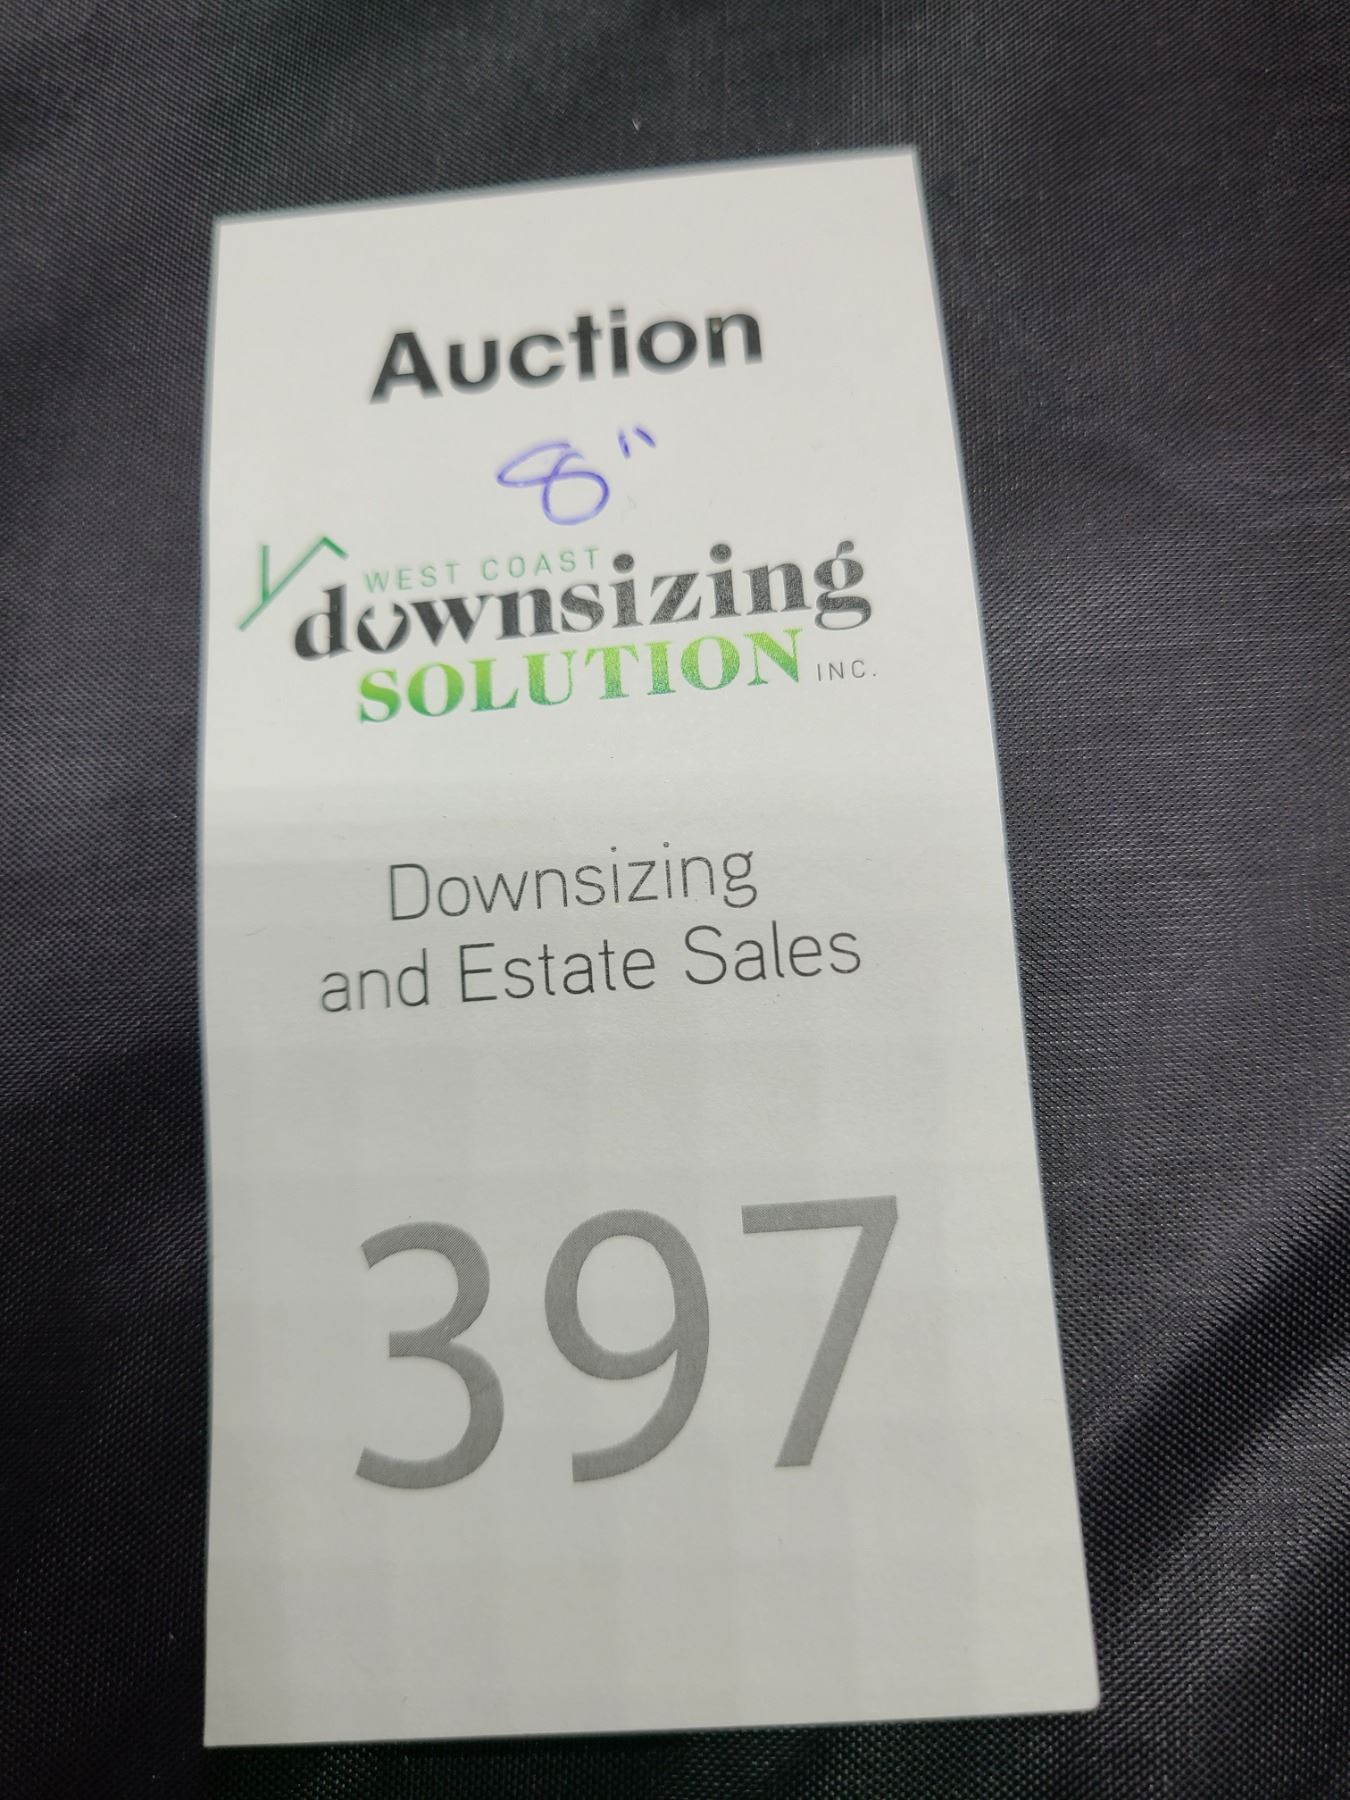 Auction
8"
WEST COAST
downsizing
SOLUTION INC.
Downsizing
and Estate Sales
397